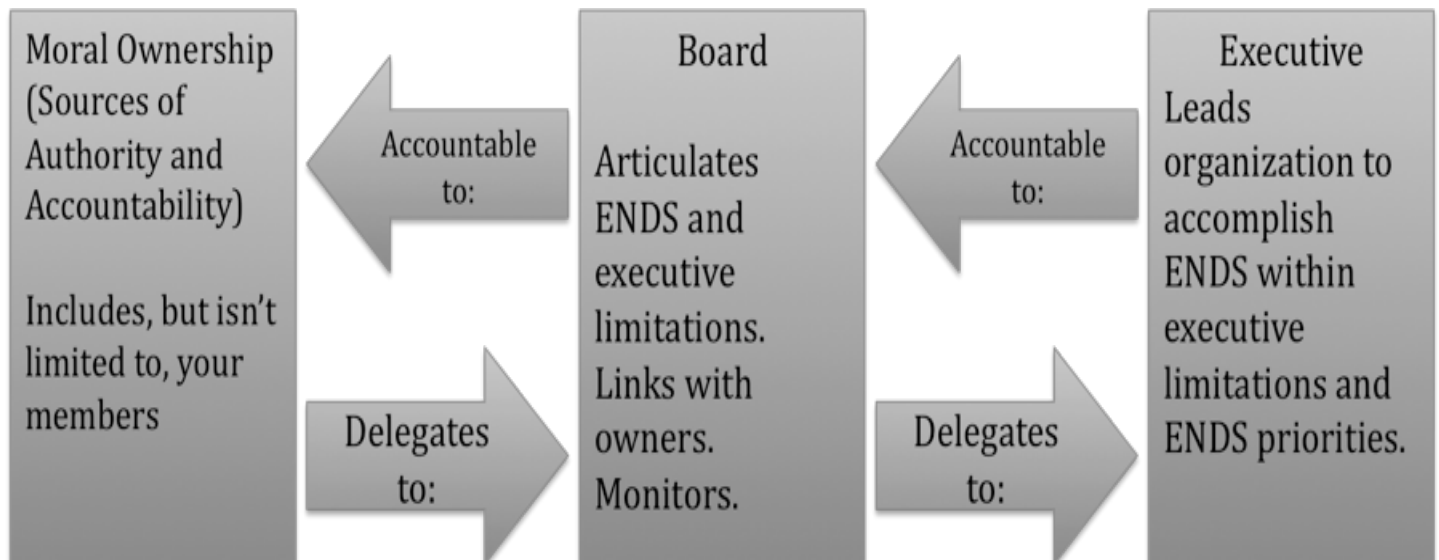 Moral Ownership
(Sources of
Authority and
Accountability)
Includes, but isn't
limited to, your
members
Accountable
to:
Delegates
to:
Board
Articulates
ENDS and
executive
limitations.
Links with
owners.
Monitors.
Accountable
to:
Delegates
to:
Executive
Leads
organization to
accomplish
ENDS within
executive
limitations and
ENDS priorities.